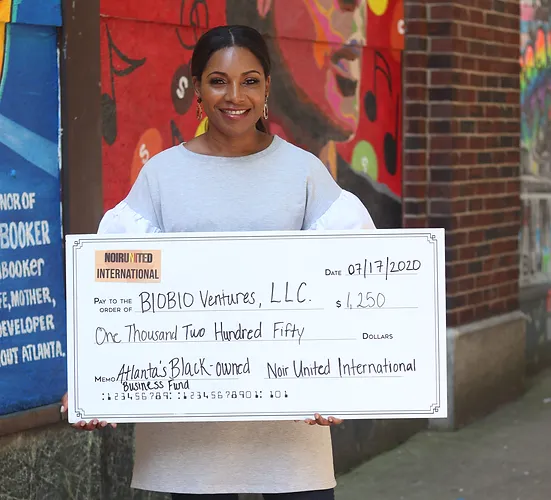 NOR OF
BOOKER
ABOOKER
FE, MOTHER,
DEVELOPER
OUT ATLANTA.
NOIRUNITED
INTERNATIONAL
DATE 07/17/2020
PAY TO THE
ORDER OF BIOBIO Ventures, LLC. $ 1,250
One Thousand Two Hundred Fifty DOLLARS
MEMO Atlanta's Black-owned Noir United International
Business Fund
⑆123456789⑆ ⑆12345678901⑆ 101